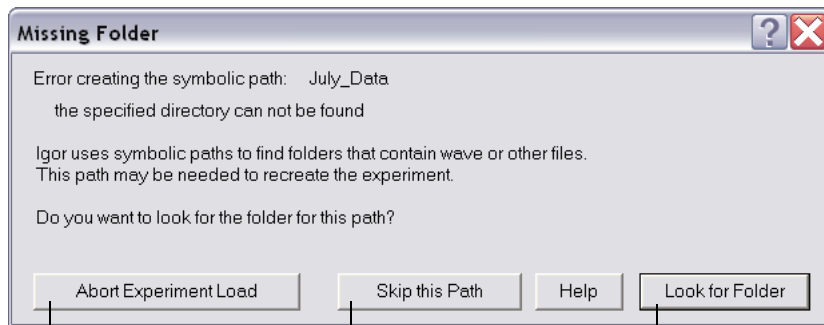 Missing Folder
Error creating the symbolic path: July_Data
the specified directory can not be found
Igor uses symbolic paths to find folders that contain wave or other files.
This path may be needed to recreate the experiment.
Do you want to look for the folder for this path?
Abort Experiment Load Skip this Path Help Look for Folder